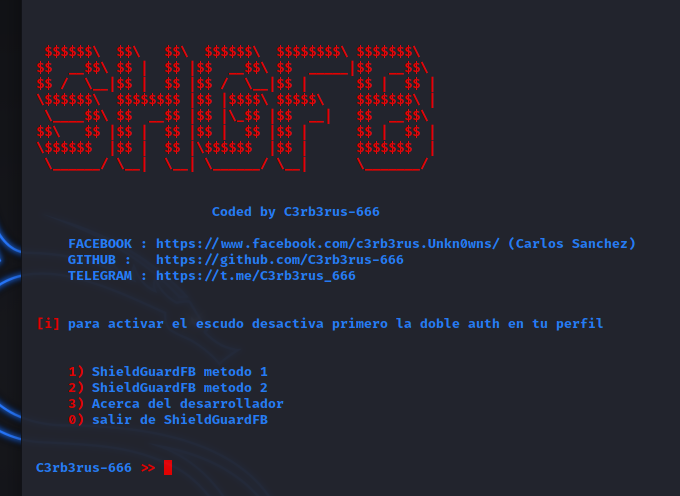 SHGFB
Coded by C3rb3rus-666
FACEBOOK : https://www.facebook.com/c3rb3rus.Unkn0wns/ (Carlos Sanchez)
GITHUB : https://github.com/C3rb3rus-666
TELEGRAM : https://t.me/C3rb3rus_666
[i] para activar el escudo desactiva primero la doble auth en tu perfil
1) ShieldGuardFB metodo 1
2) ShieldGuardFB metodo 2
3) Acerca del desarrollador
0) salir de ShieldGuardFB
C3rb3rus-666 >>